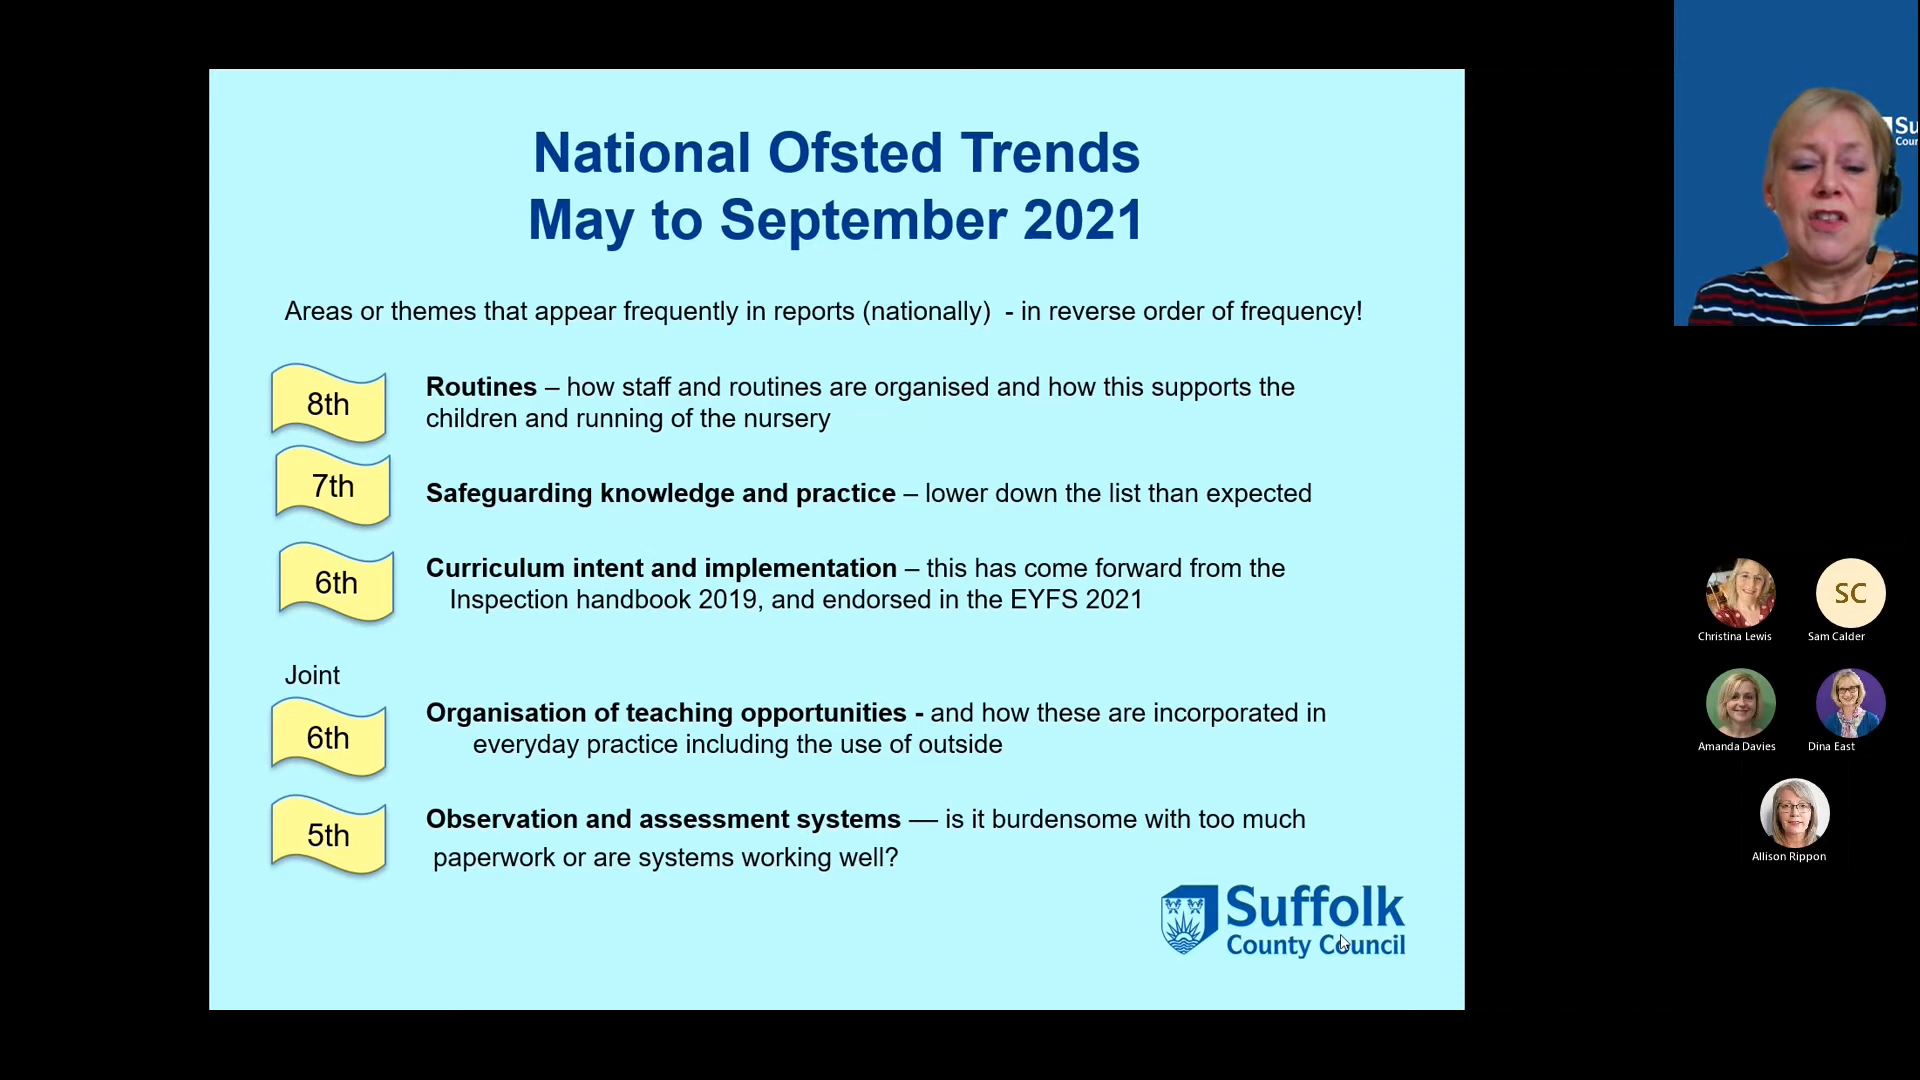 National Ofsted Trends
May to September 2021
Areas or themes that appear frequently in reports (nationally)  - in reverse order of frequency!
8th
Routines – how staff and routines are organised and how this supports the
children and running of the nursery
7th
Safeguarding knowledge and practice – lower down the list than expected
6th
Curriculum intent and implementation – this has come forward from the
Inspection handbook 2019, and endorsed in the EYFS 2021
Joint
6th
Organisation of teaching opportunities - and how these are incorporated in
everyday practice including the use of outside
5th
Observation and assessment systems — is it burdensome with too much
paperwork or are systems working well?
Suffolk
County Council
Su
Cour
SC
Christina Lewis
Sam Calder
Amanda Davies
Dina East
Allison Rippon